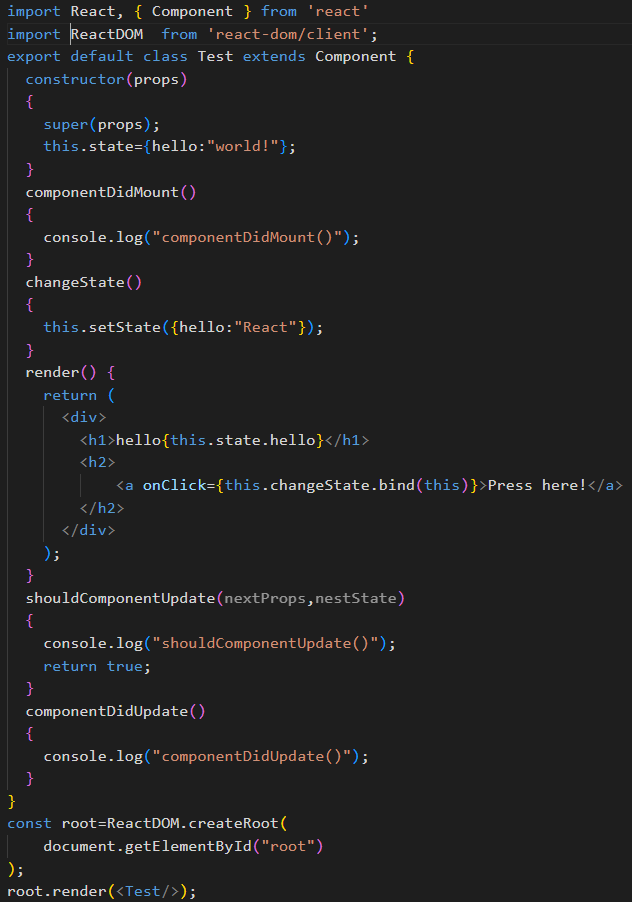 import React, { Component } from 'react'
import ReactDOM  from 'react-dom/client';
export default class Test extends Component {
  constructor(props)
  {
    super(props);
    this.state={hello:"world!"};
  }
  componentDidMount()
  {
    console.log("componentDidMount()");
  }
  changeState()
  {
    this.setState({hello:"React"});
  }
  render() {
    return (
      <div>
        <h1>hello{this.state.hello}</h1>
        <h2>
            <a onClick={this.changeState.bind(this)}>Press here!</a>
        </h2>
      </div>
    );
  }
  shouldComponentUpdate(nextProps,nestState)
  {
    console.log("shouldComponentUpdate()");
    return true;
  }
  componentDidUpdate()
  {
    console.log("componentDidUpdate()");
  }
}
const root=ReactDOM.createRoot(
    document.getElementById("root")
);
root.render(<Test/>);